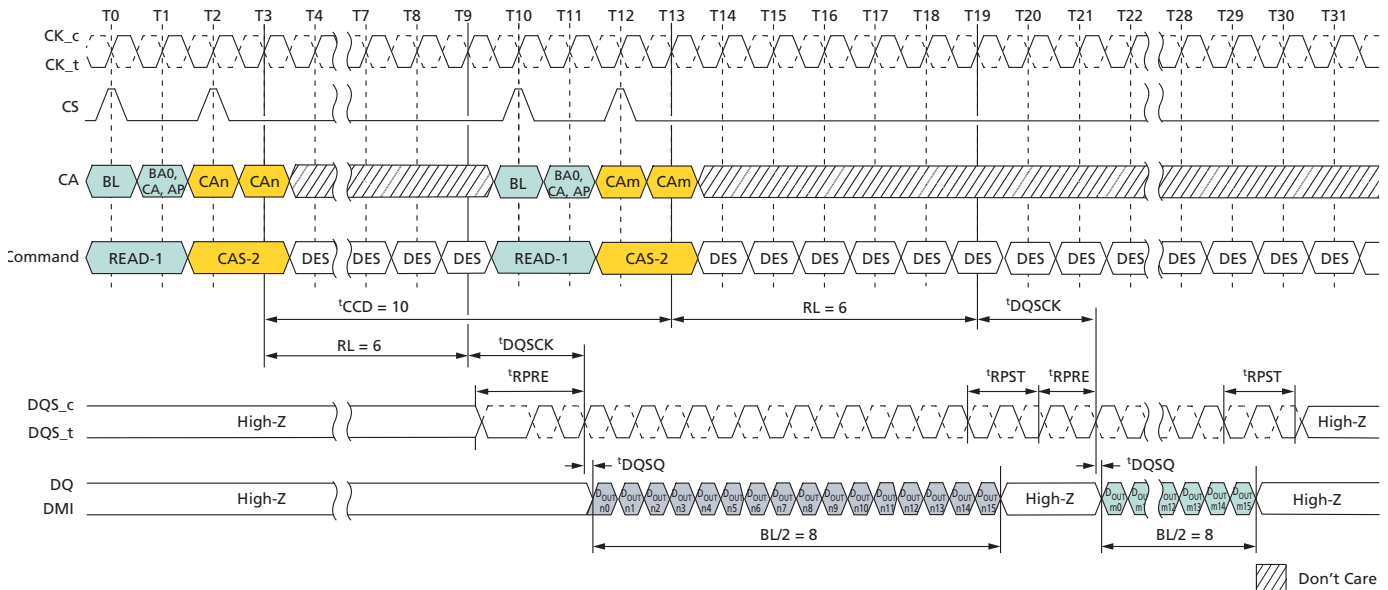 T0 T1 T2 T3 T4 T7 T8 T9 T10 T11 T12 T13 T14 T15 T16 T17 T18 T19 T20 T21 T22 T28 T29 T30 T31
CK_c
CK_t
CS
CA BL BA0, CA, AP CAn CAn BL BA0, CA, AP CAm CAm
Command READ-1 CAS-2 DES DES DES DES READ-1 CAS-2 DES DES DES DES DES DES DES DES DES DES DES DES DES
tCCD = 10 RL = 6 tDQSCK
RL = 6 tDQSCK
tRPRE tRPST tRPRE tRPST
DQS_c
DQS_t High-Z High-Z
tDQSQ tDQSQ
DQ
DMI High-Z DOUT n0 DOUT n1 DOUT n2 DOUT n3 DOUT n4 DOUT n5 DOUT n6 DOUT n7 DOUT n8 DOUT n9 DOUT n10 DOUT n11 DOUT n12 DOUT n13 DOUT n14 DOUT n15 High-Z DOUT m0 DOUT m12 DOUT m13 DOUT m14 DOUT m15 High-Z
BL/2 = 8 BL/2 = 8
Don't Care